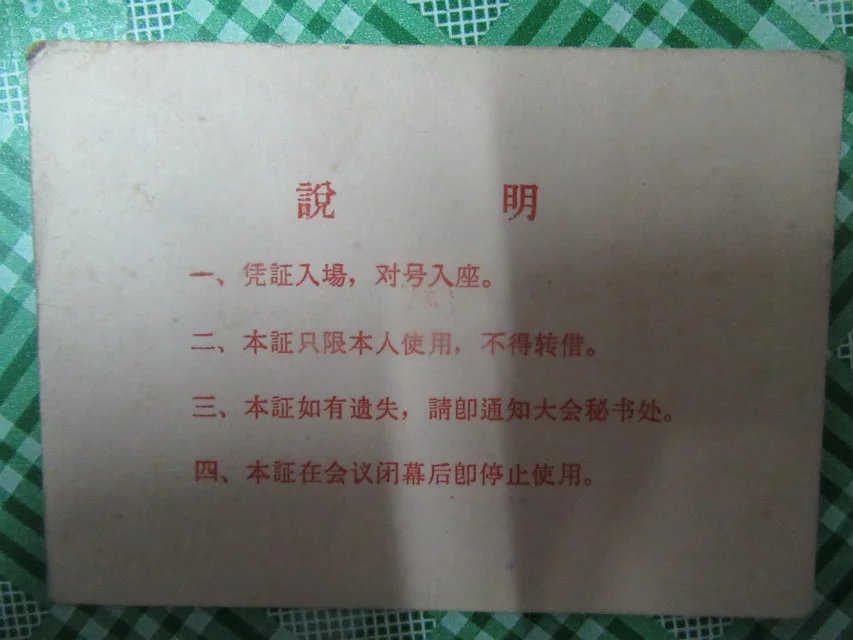 說 明
一、凭証入場，对号入座。
二、本証只限本人使用，不得转借。
三、本証如有遗失，請卽通知大会秘书处。
四、本証在会议闭幕后卽停止使用。